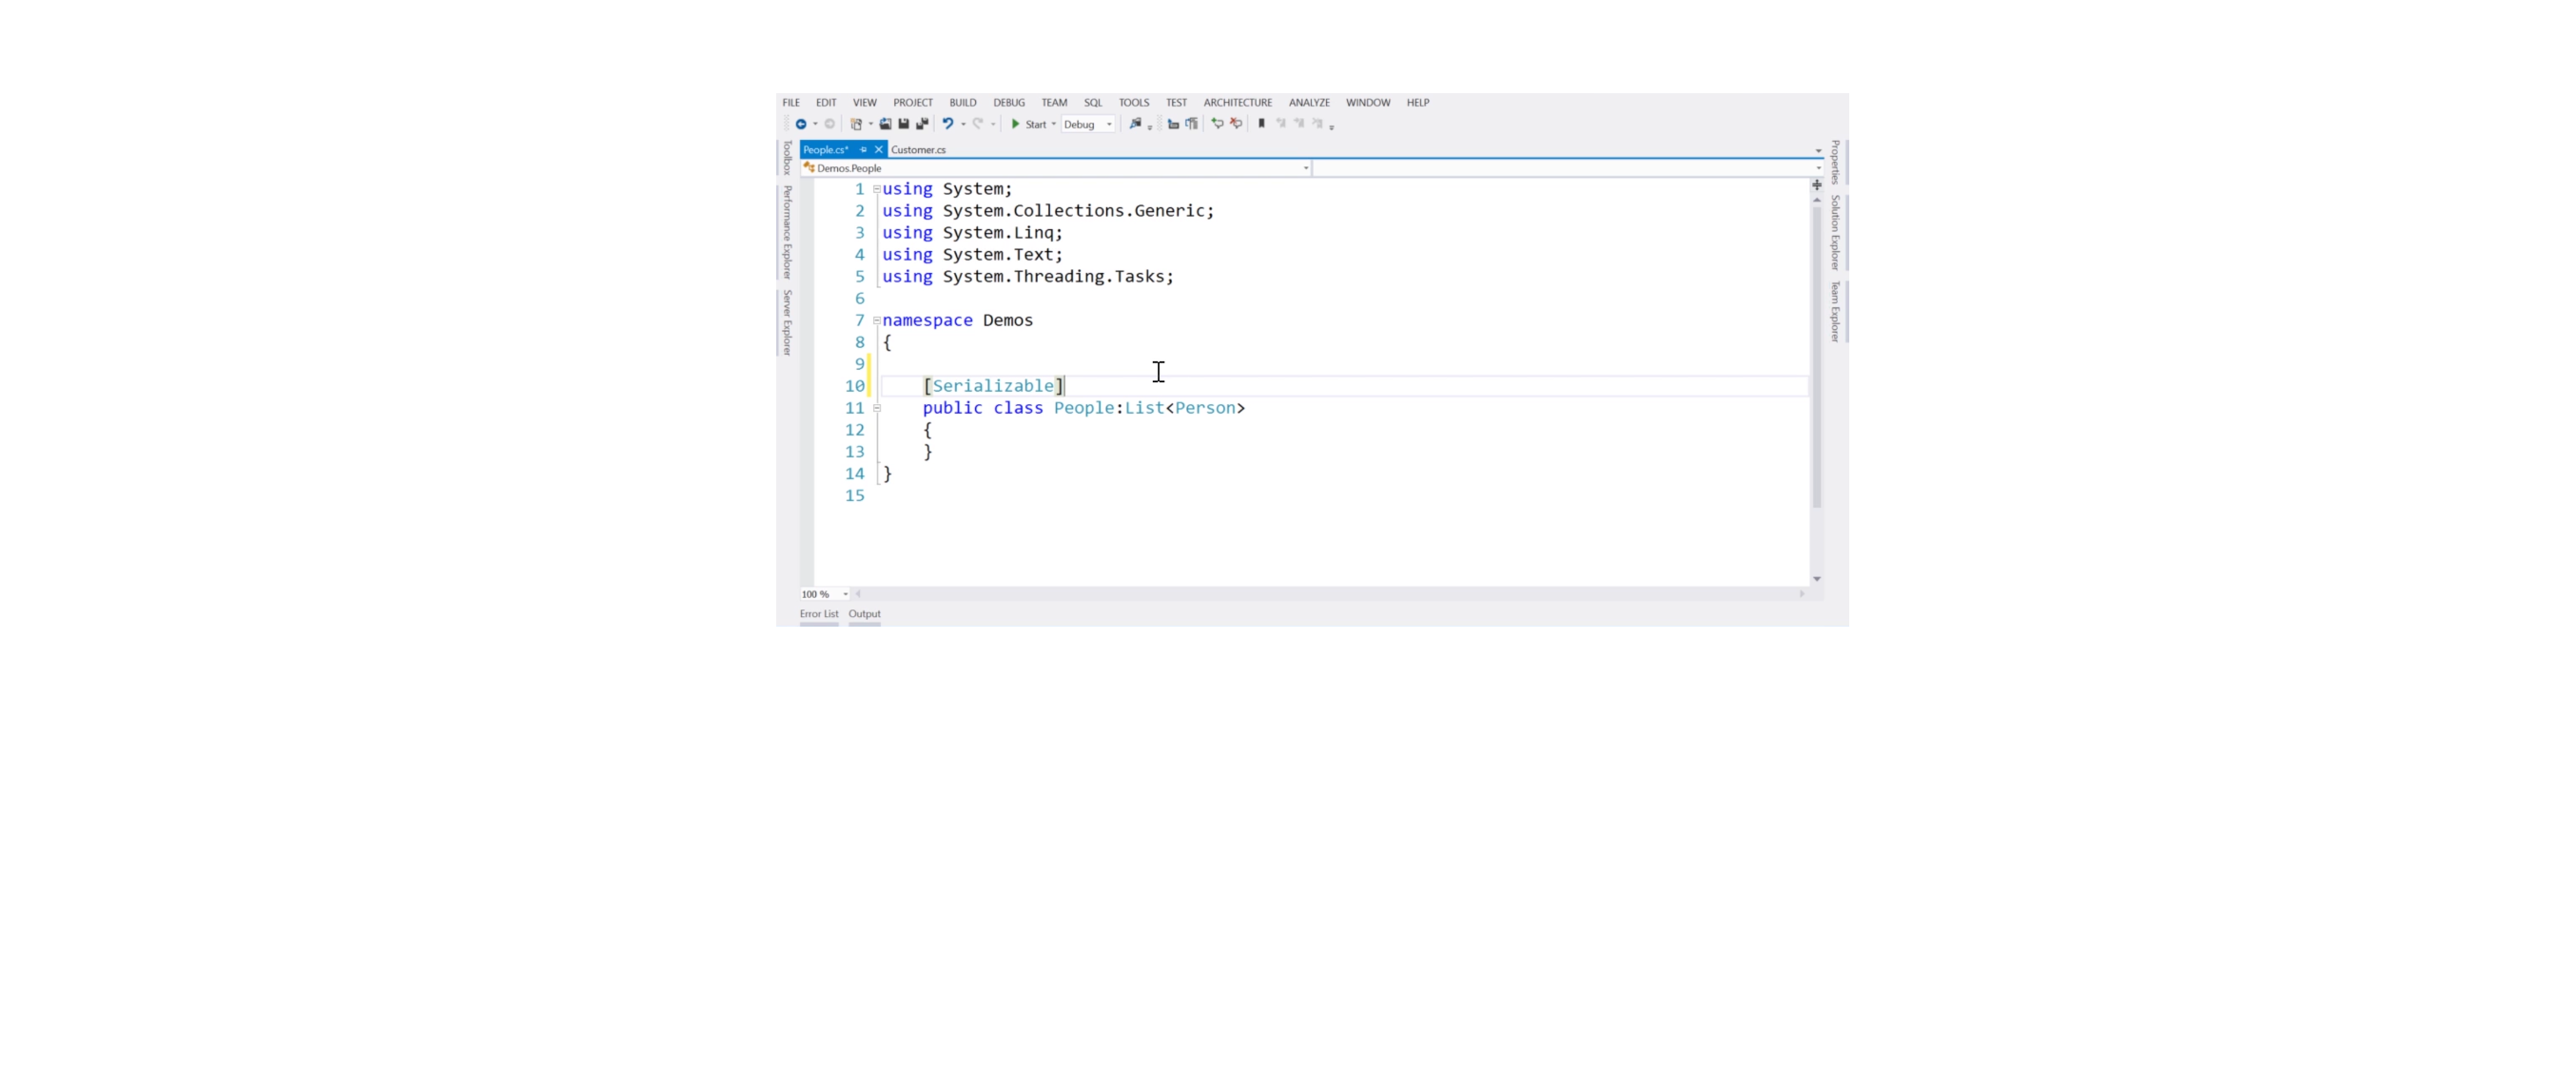 FILE EDIT VIEW PROJECT BUILD DEBUG TEAM SQL TOOLS TEST ARCHITECTURE ANALYZE WINDOW HELP
Start Debug
People.cs* Customer.cs
Demos.People
Toolbox
Performance Explorer
Server Explorer
1 using System;
2 using System.Collections.Generic;
3 using System.Linq;
4 using System.Text;
5 using System.Threading.Tasks;
6
7 namespace Demos
8 {
9
10 [Serializable]
11 public class People:List<Person>
12 {
13 }
14 }
15
Properties
Solution Explorer
Team Explorer
100 %
Error List Output